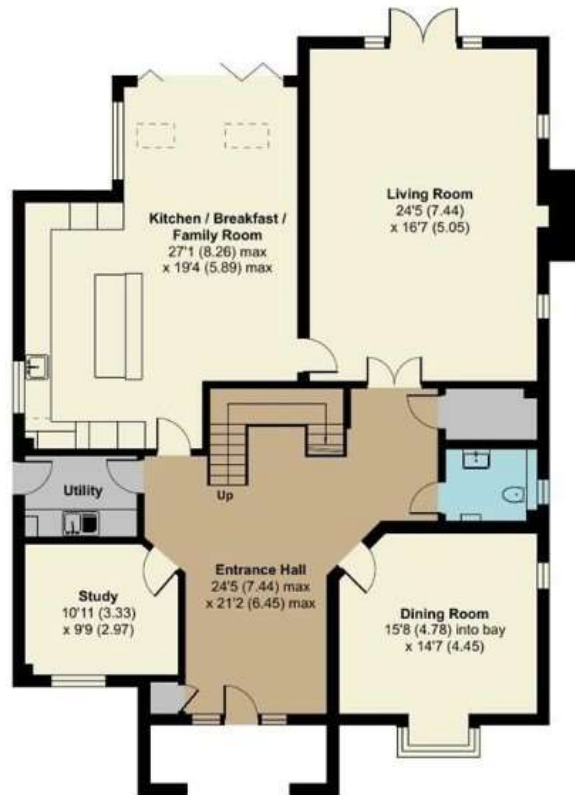 Living Room
24'5 (7.44)
x 16'7 (5.05)
Kitchen / Breakfast /
Family Room
27'1 (8.26) max
x 19'4 (5.89) max
Utility
Up
Study
10'11 (3.33)
x 9'9 (2.97)
Entrance Hall
24'5 (7.44) max
x 21'2 (6.45) max
Dining Room
15'8 (4.78) into bay
x 14'7 (4.45)